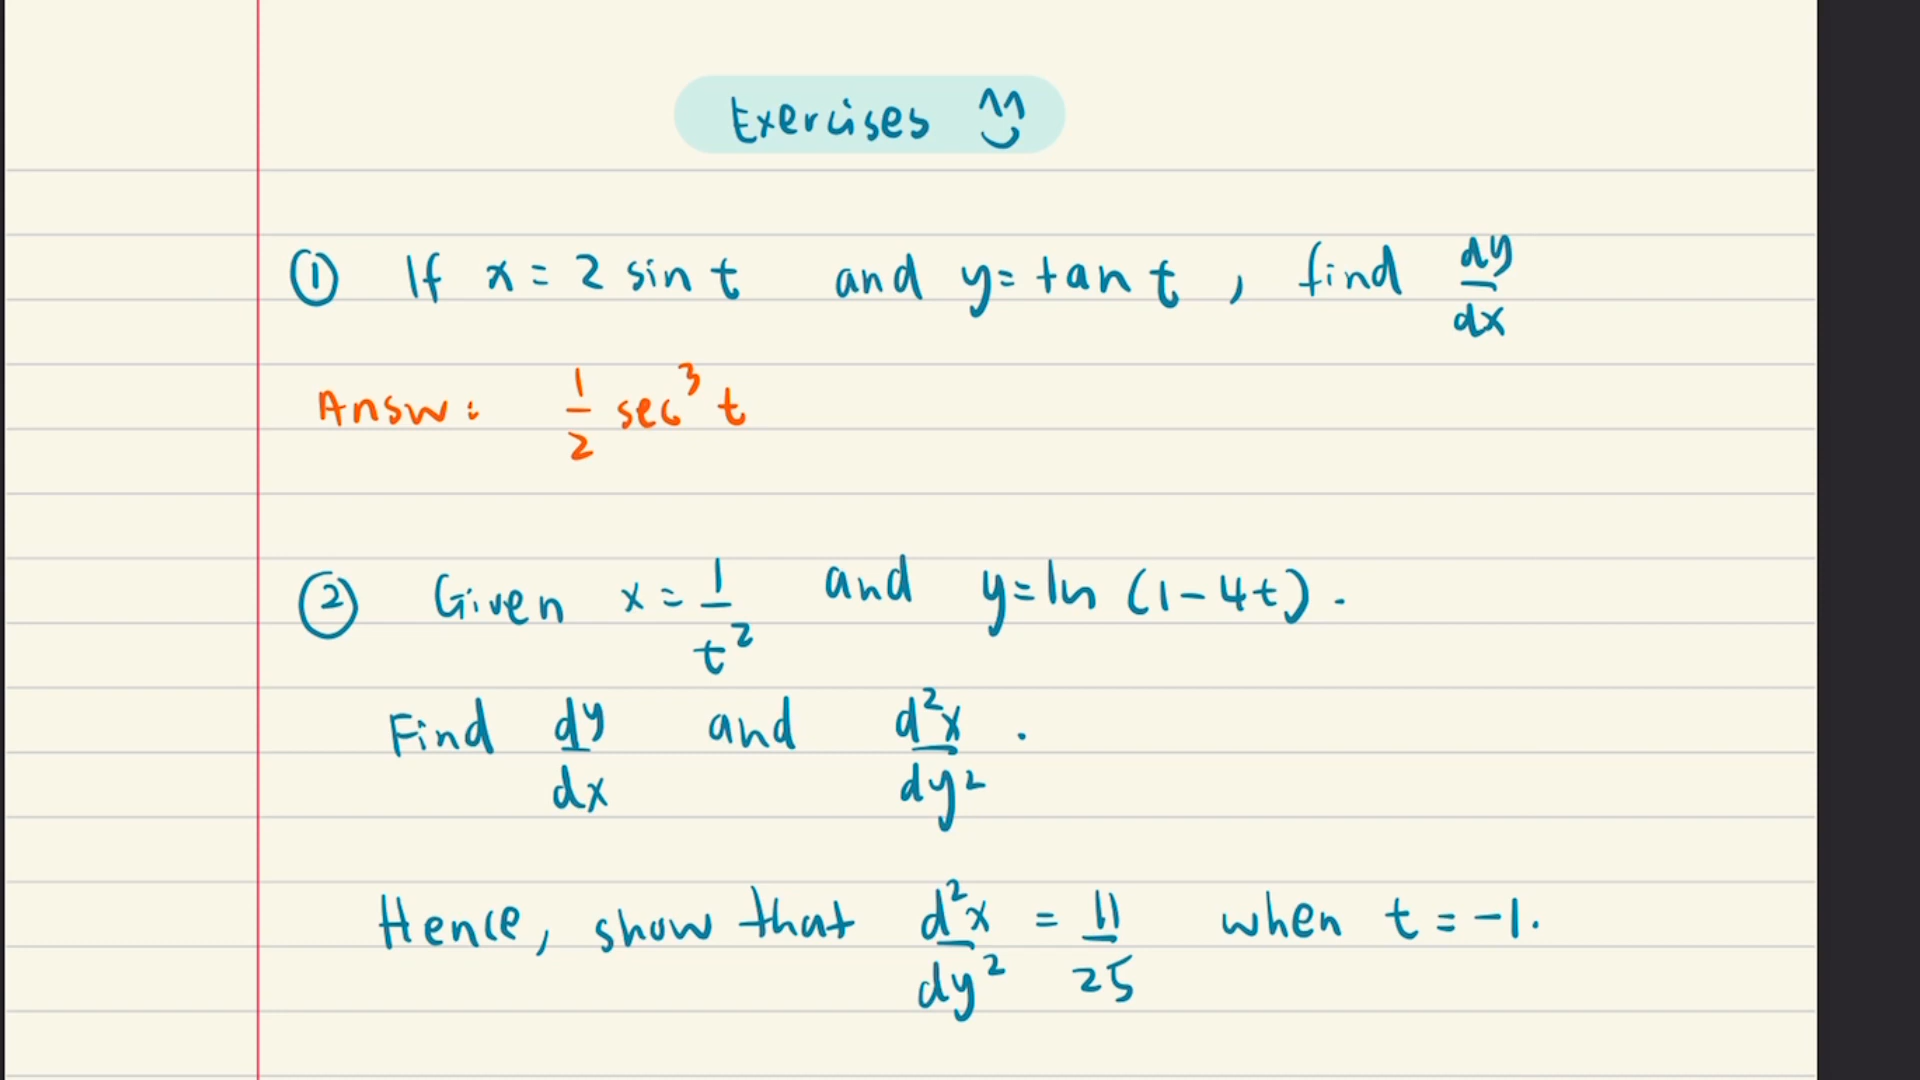 Exercises
① If x = 2 sin t and y = tan t , find dy/dx
Answ: 1/2 sec³ t
② Given x = 1/t² and y = ln (1 - 4t).
Find dy/dx and d²x/dy².
Hence, show that d²x/dy² = 11/25 when t = -1.